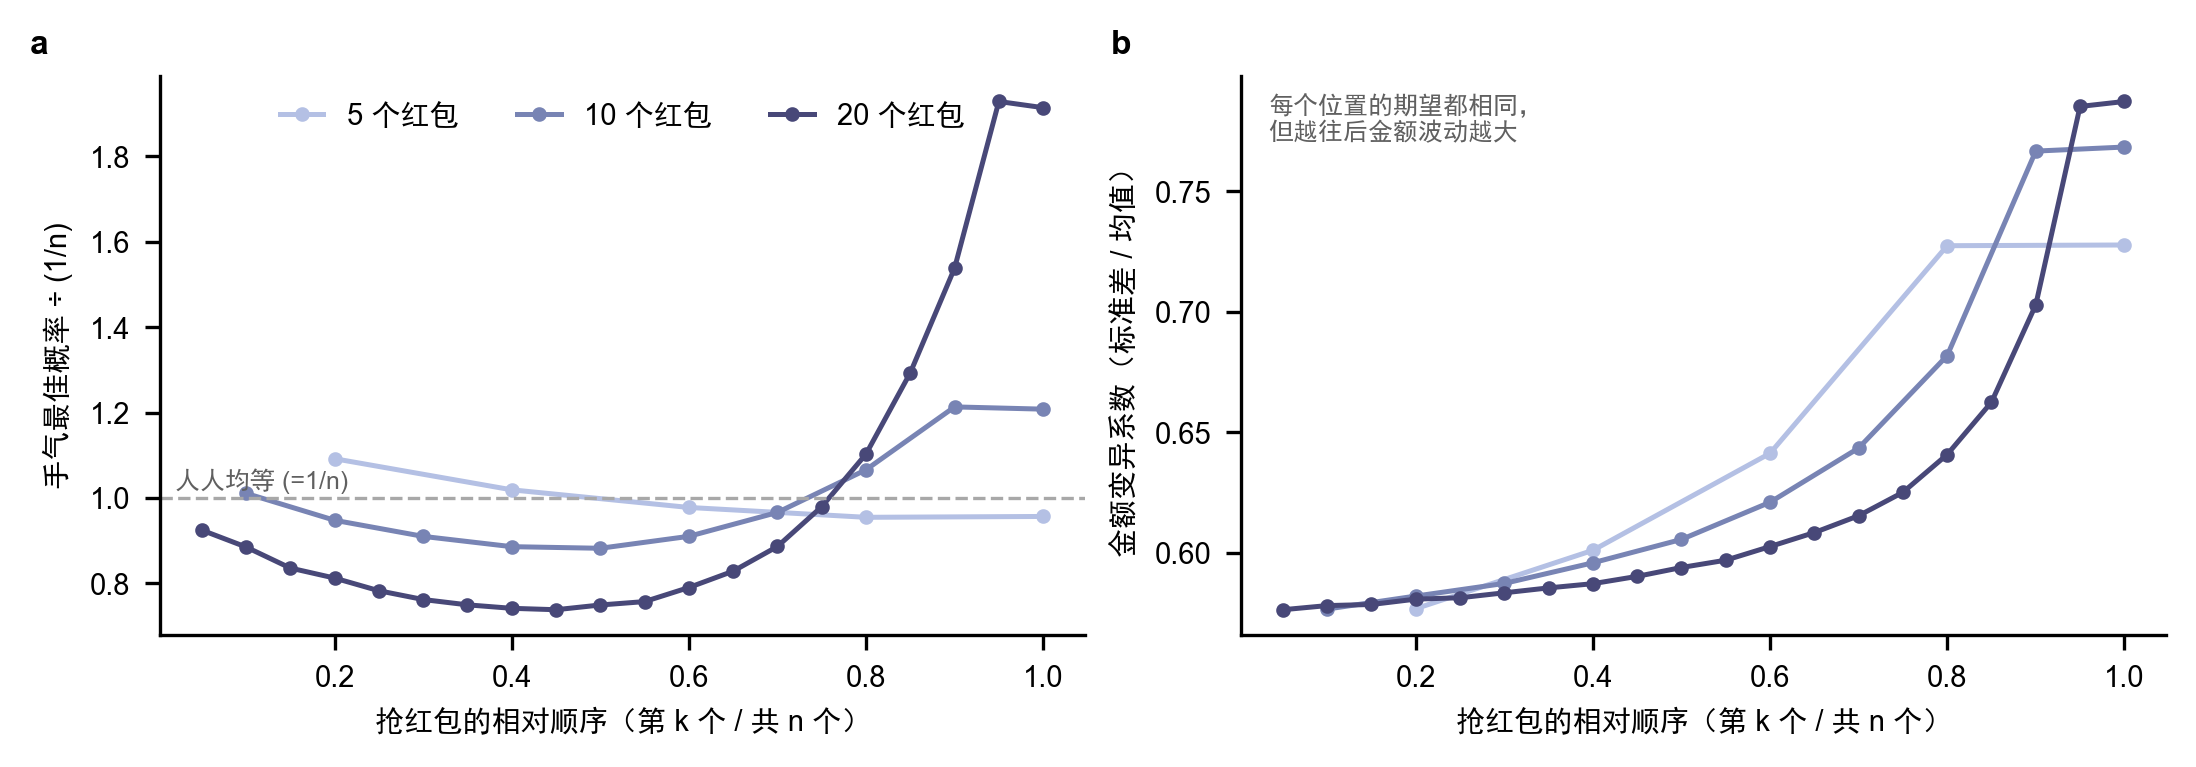 a
5 个红包
10 个红包
20 个红包
手气最佳概率 ÷ (1/n)
1.8
1.6
1.4
1.2
1.0
0.8
人人均等 (=1/n)
0.2
0.4
0.6
0.8
1.0
抢红包的相对顺序（第 k 个 / 共 n 个）
b
每个位置的期望都相同，
但越往后金额波动越大
金额变异系数（标准差 / 均值）
0.75
0.70
0.65
0.60
0.2
0.4
0.6
0.8
1.0
抢红包的相对顺序（第 k 个 / 共 n 个）